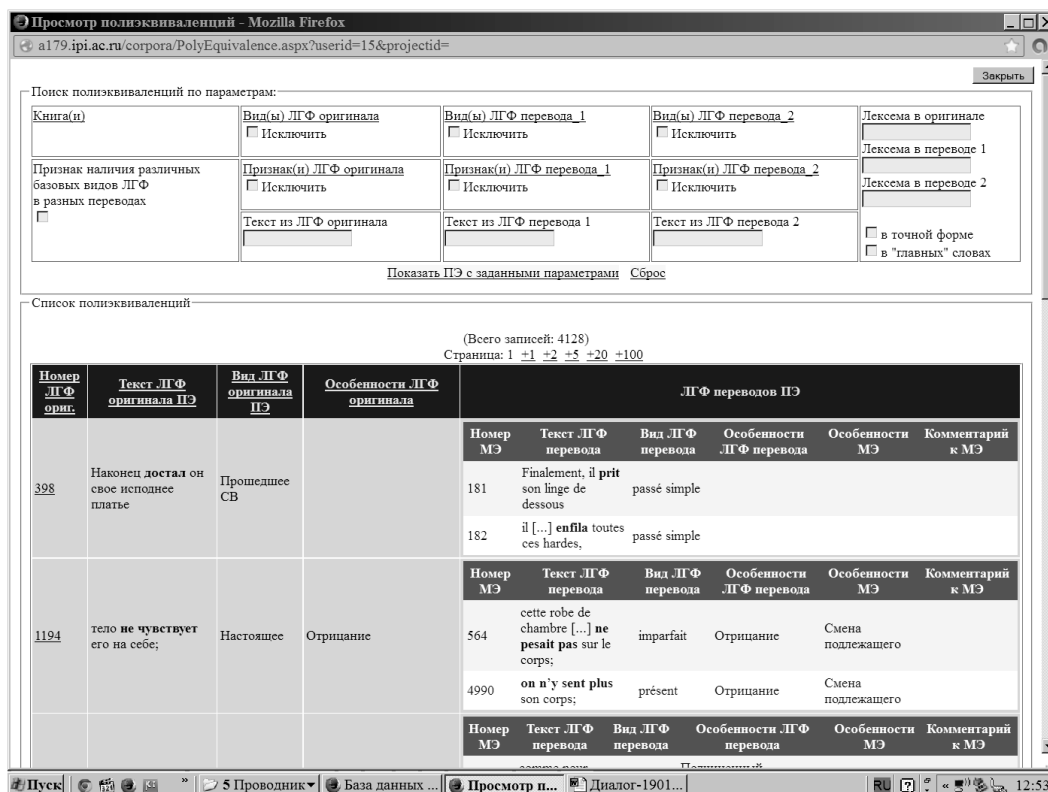 Просмотр полиэквиваленций - Mozilla Firefox
a179.ipi.ac.ru/corpora/PolyEquivalence.aspx?userid=15&projectid=
Закрыть
Поиск полиэквиваленций по параметрам:
Книга(и)
Вид(ы) ЛГФ оригинала
Исключить
Вид(ы) ЛГФ перевода_1
Исключить
Вид(ы) ЛГФ перевода_2
Исключить
Лексема в оригинале
Лексема в переводе 1
Лексема в переводе 2
в точной форме
в "главных" словах
Признак наличия различных
базовых видов ЛГФ
в разных переводах
Признак(и) ЛГФ оригинала
Исключить
Признак(и) ЛГФ перевода_1
Исключить
Признак(и) ЛГФ перевода_2
Исключить
Текст из ЛГФ оригинала
Текст из ЛГФ перевода 1
Текст из ЛГФ перевода 2
Показать ПЭ с заданными параметрами Сброс
Список полиэквиваленций
(Всего записей: 4128)
Страница: 1 +1 +2 +5 +20 +100
Номер
ЛГФ
ориг.
Текст ЛГФ
оригинала ПЭ
Вид ЛГФ
оригинала
ПЭ
Особенности ЛГФ
оригинала
ЛГФ переводов ПЭ
398
Наконец достал он
свое исподнее
платье
Прошедшее
СВ
Номер
МЭ
Текст ЛГФ
перевода
Вид ЛГФ
перевода
Особенности
ЛГФ перевода
Особенности
МЭ
Комментарий
к МЭ
181
Finalement, il prit
son linge de
dessous
passé simple
182
il [...] enfila toutes
ces hardes,
passé simple
1194
тело не чувствует
его на себе;
Настоящее
Отрицание
Номер
МЭ
Текст ЛГФ
перевода
Вид ЛГФ
перевода
Особенности
ЛГФ перевода
Особенности
МЭ
Комментарий
к МЭ
564
cette robe de
chambre [...] ne
pesait pas sur le
corps;
imparfait
Отрицание
Смена
подлежащего
4990
on n'y sent plus
son corps;
présent
Отрицание
Смена
подлежащего
Номер
МЭ
Текст ЛГФ
перевода
Вид ЛГФ
перевода
Особенности ЛГФ
перевода
Особенности
МЭ
Комментарий
к МЭ
Пуск
5 Проводник
База данных ...
Просмотр п...
Диалог-1901...
RU
12:53